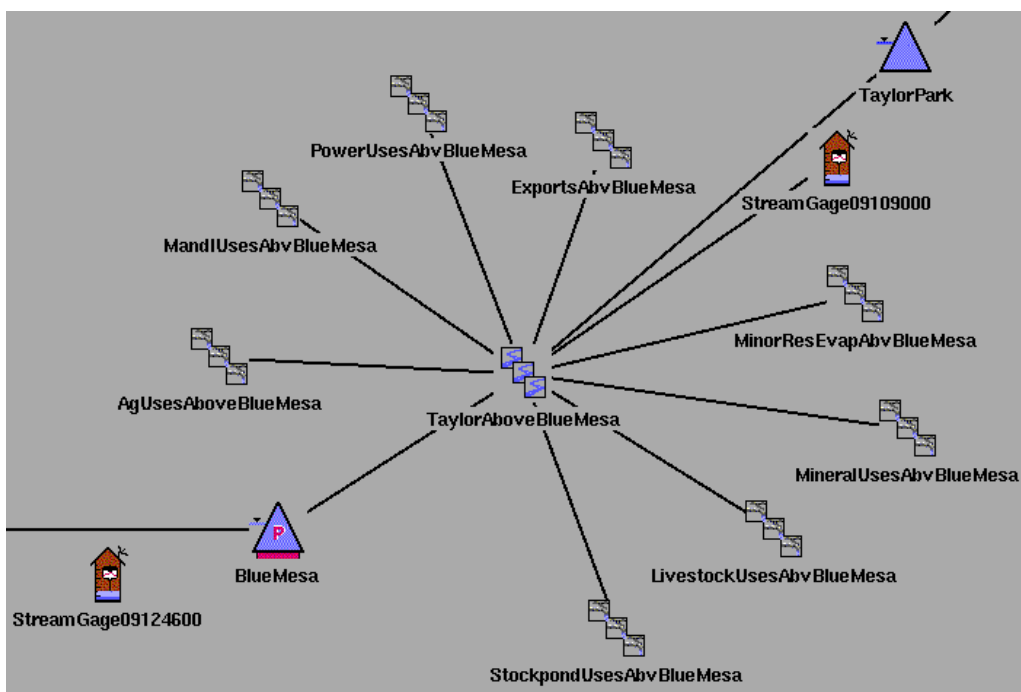 TaylorPark
PowerUsesAbvBlueMesa
ExportsAbvBlueMesa
StreamGage09109000
MandIUsesAbvBlueMesa
MinorResEvapAbvBlueMesa
AgUsesAboveBlueMesa
TaylorAboveBlueMesa
MineralUsesAbvBlueMesa
P
BlueMesa
LivestockUsesAbvBlueMesa
StreamGage09124600
StockpondUsesAbvBlueMesa